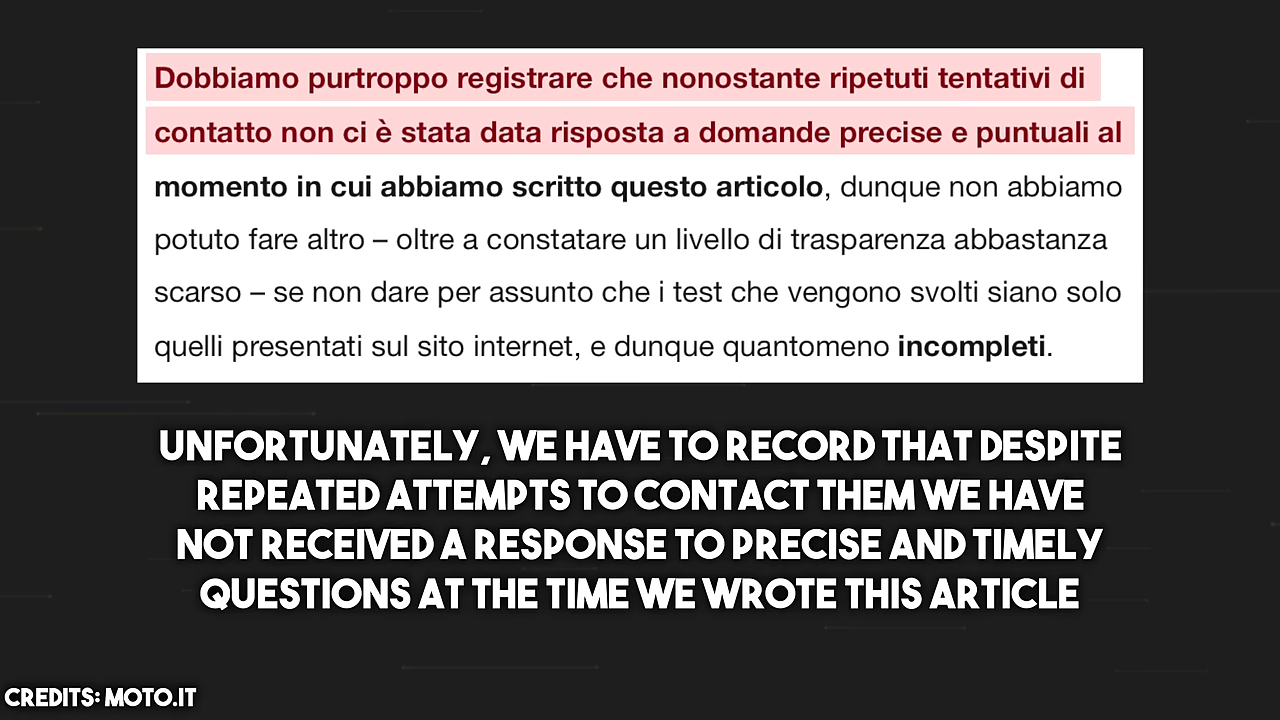 Dobbiamo purtroppo registrare che nonostante ripetuti tentativi di
contatto non ci è stata data risposta a domande precise e puntuali al
momento in cui abbiamo scritto questo articolo, dunque non abbiamo
potuto fare altro – oltre a constatare un livello di trasparenza abbastanza
scarso – se non dare per assunto che i test che vengono svolti siano solo
quelli presentati sul sito internet, e dunque quantomeno incompleti.
UNFORTUNATELY, WE HAVE TO RECORD THAT DESPITE
REPEATED ATTEMPTS TO CONTACT THEM WE HAVE
NOT RECEIVED A RESPONSE TO PRECISE AND TIMELY
QUESTIONS AT THE TIME WE WROTE THIS ARTICLE
CREDITS: MOTO.IT